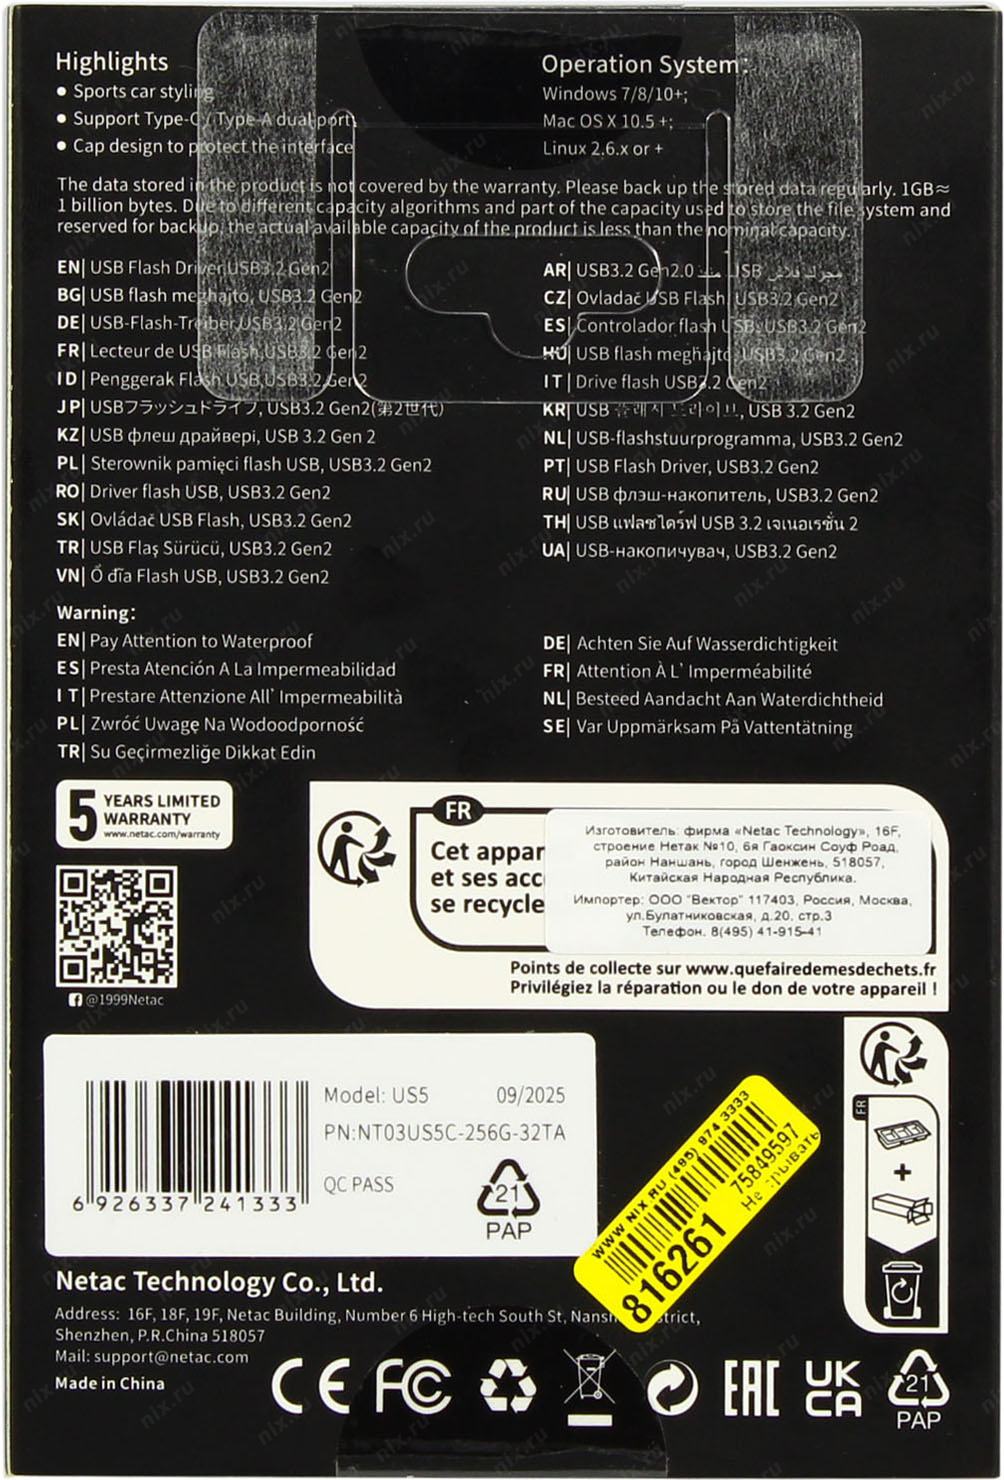 Highlights
● Sports car styling
● Support Type-C/Type-A dual ports
● Cap design to protect the interface
Operation System:
Windows 7/8/10+;
Mac OS X 10.5 +;
Linux 2.6.x or +
The data stored in the product is not covered by the warranty. Please back up the stored data regularly. 1GB≈
1 billion bytes. Due to different capacity algorithms and part of the capacity used to store the file system and
reserved for backup, the actual available capacity of the product is less than the nominal capacity.
EN| USB Flash Driver,USB3.2 Gen2
BG| USB flash meghajto, USB3.2 Gen2
DE| USB-Flash-Treiber,USB3.2 Gen2
FR| Lecteur de USB Flash,USB3.2 Gen2
ID| Penggerak Flash USB,USB3.2 Gen2
JP| USBフラッシュドライブ, USB3.2 Gen2(第2世代)
KZ| USB флеш драйвері, USB 3.2 Gen 2
PL| Sterownik pamięci flash USB, USB3.2 Gen2
RO| Driver flash USB, USB3.2 Gen2
SK| Ovládač USB Flash, USB3.2 Gen2
TR| USB Flaş Sürücü, USB3.2 Gen2
VN| Ổ đĩa Flash USB, USB3.2 Gen2
AR| USB3.2 Gen2.0 USB محرك فلاش
CZ| Ovladač USB Flash, USB3.2 Gen2
ES| Controlador flash USB, USB3.2 Gen2
HU| USB flash meghajtó, USB3.2 Gen2
IT| Drive flash USB3.2 Gen2
KR| USB 플래시 드라이브, USB3.2 Gen2
NL| USB-flashstuurprogramma, USB3.2 Gen2
PT| USB Flash Driver, USB3.2 Gen2
RU| USB флэш-накопитель, USB3.2 Gen2
TH| USB แฟลชไดร์ฟ USB 3.2 เจเนอเรชั่น 2
UA| USB-накопичувач, USB3.2 Gen2
Warning:
EN| Pay Attention to Waterproof
ES| Presta Atención A La Impermeabilidad
IT| Prestare Attenzione All' Impermeabilità
PL| Zwróć Uwagę Na Wodoodporność
TR| Su Geçirmezliğe Dikkat Edin
DE| Achten Sie Auf Wasserdichtigkeit
FR| Attention À L' Imperméabilité
NL| Besteed Aandacht Aan Waterdichtheid
SE| Var Uppmärksam På Vattentätning
5 YEARS LIMITED
WARRANTY
www.netac.com/warranty
@1999Netac
FR
Cet appar
et ses acc
se recycle
Изготовитель: фирма «Netac Technology», 16F,
строение Нетак №10, 6я Гаоксин Соуф Роад,
район Наншань, город Шенжень, 518057,
Китайская Народная Республика.
Импортер: ООО "Вектор" 117403, Россия, Москва,
ул.Булатниковская, д.20, стр.3
Телефон. 8(495) 41-915-41
Points de collecte sur www.quefairedemesdechets.fr
Privilégiez la réparation ou le don de votre appareil !
Model: US5 09/2025
PN:NT03US5C-256G-32TA
QC PASS
21
PAP
6 926337 241333
WWW.NIX.RU (495) 974 3333
816261
75849597
Не срывать
FR
+
Netac Technology Co., Ltd.
Address: 16F, 18F, 19F, Netac Building, Number 6 High-tech South St, Nansh strict,
Shenzhen, P.R.China 518057
Mail: support@netac.com
Made in China
CE FC EAC UK
CA
21
PAP
nix.ru